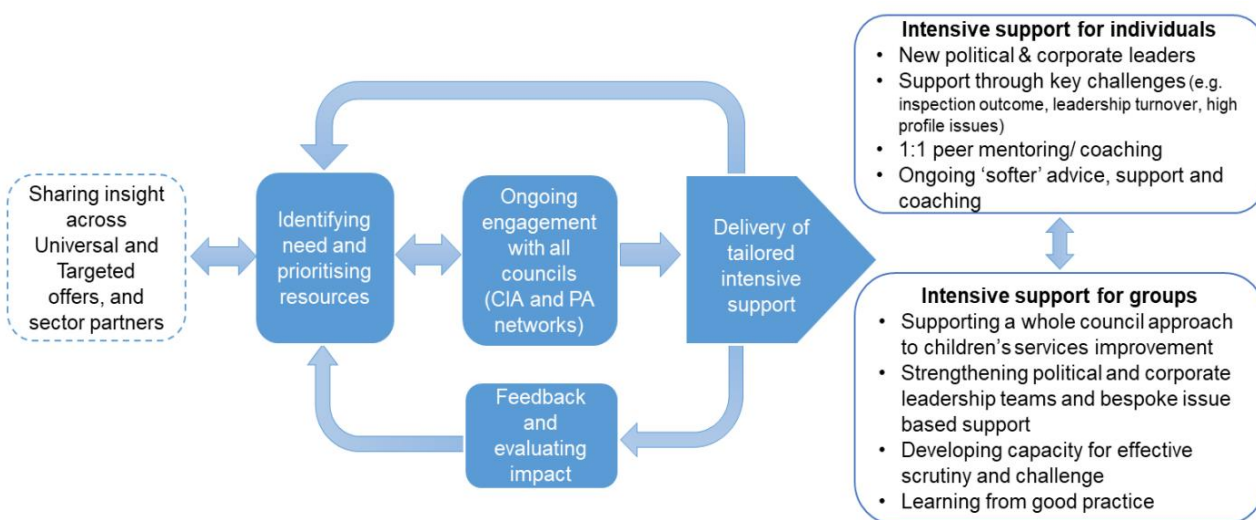 Sharing insight
across
Universal and
Targeted
offers, and
sector partners
Identifying
need and
prioritising
resources
Ongoing
engagement
with all
councils
(CIA and PA
networks)
Delivery of
tailored
intensive
support
Feedback
and
evaluating
impact
Intensive support for individuals
• New political & corporate leaders
• Support through key challenges (e.g.
inspection outcome, leadership turnover, high
profile issues)
• 1:1 peer mentoring/ coaching
• Ongoing ‘softer’ advice, support and
coaching
Intensive support for groups
• Supporting a whole council approach
to children’s services improvement
• Strengthening political and corporate
leadership teams and bespoke issue
based support
• Developing capacity for effective
scrutiny and challenge
• Learning from good practice